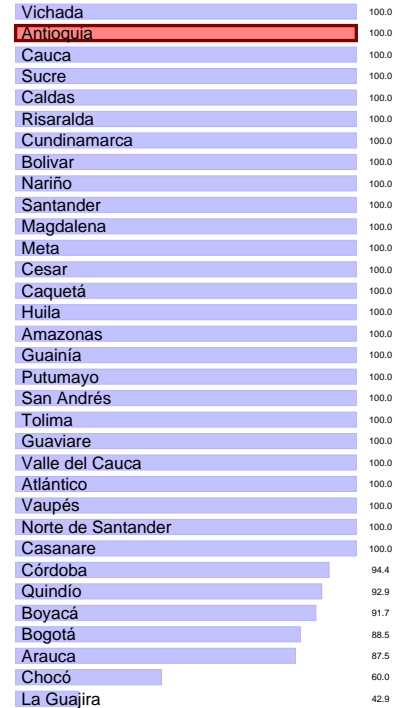 Vichada 100.0
Antioquia 100.0
Cauca 100.0
Sucre 100.0
Caldas 100.0
Risaralda 100.0
Cundinamarca 100.0
Bolivar 100.0
Nariño 100.0
Santander 100.0
Magdalena 100.0
Meta 100.0
Cesar 100.0
Caquetá 100.0
Huila 100.0
Amazonas 100.0
Guainía 100.0
Putumayo 100.0
San Andrés 100.0
Tolima 100.0
Guaviare 100.0
Valle del Cauca 100.0
Atlántico 100.0
Vaupés 100.0
Norte de Santander 100.0
Casanare 100.0
Córdoba 94.4
Quindío 92.9
Boyacá 91.7
Bogotá 88.5
Arauca 87.5
Chocó 60.0
La Guajira 42.9